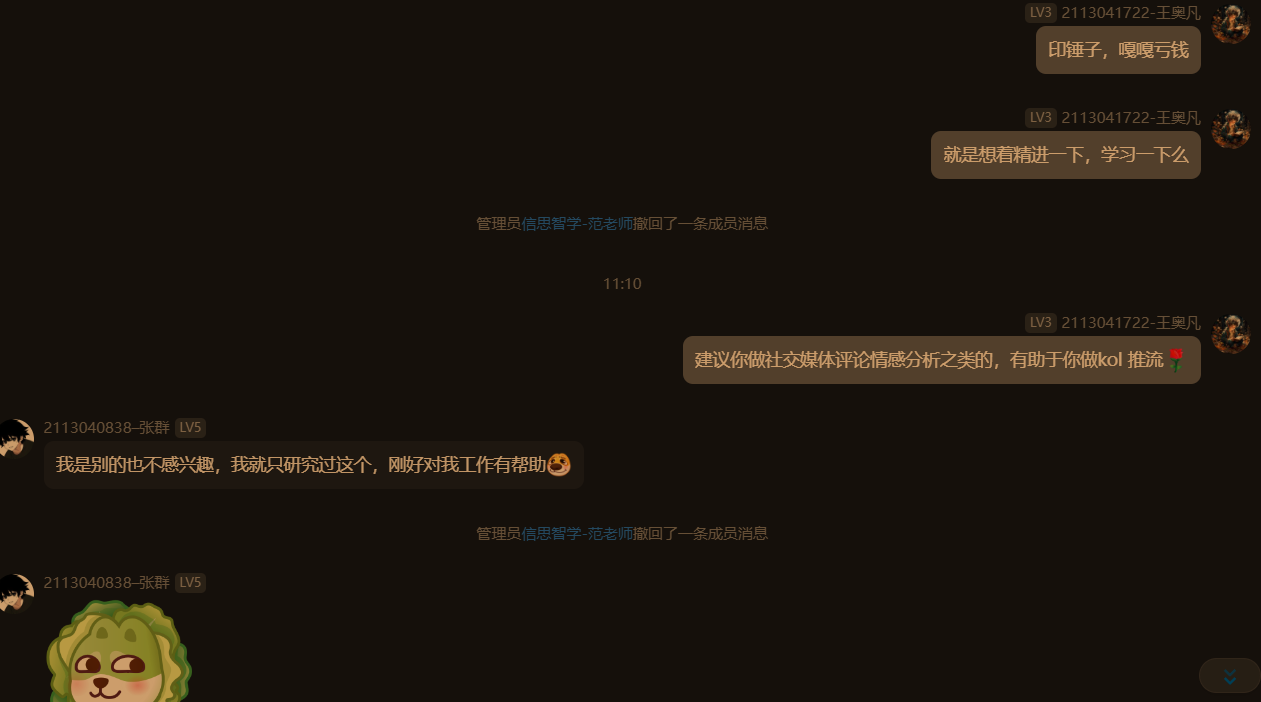 LV3 2113041722-王奥凡
印锤子，嘎嘎亏钱
LV3 2113041722-王奥凡
就是想着精进一下，学习一下么
管理员信思智学-范老师撤回了一条成员消息
11:10
LV3 2113041722-王奥凡
建议你做社交媒体评论情感分析之类的，有助于你做kol 推流🌹
2113040838–张群 LV5
我是别的也不感兴趣，我就只研究过这个，刚好对我工作有帮助
管理员信思智学-范老师撤回了一条成员消息
2113040838–张群 LV5